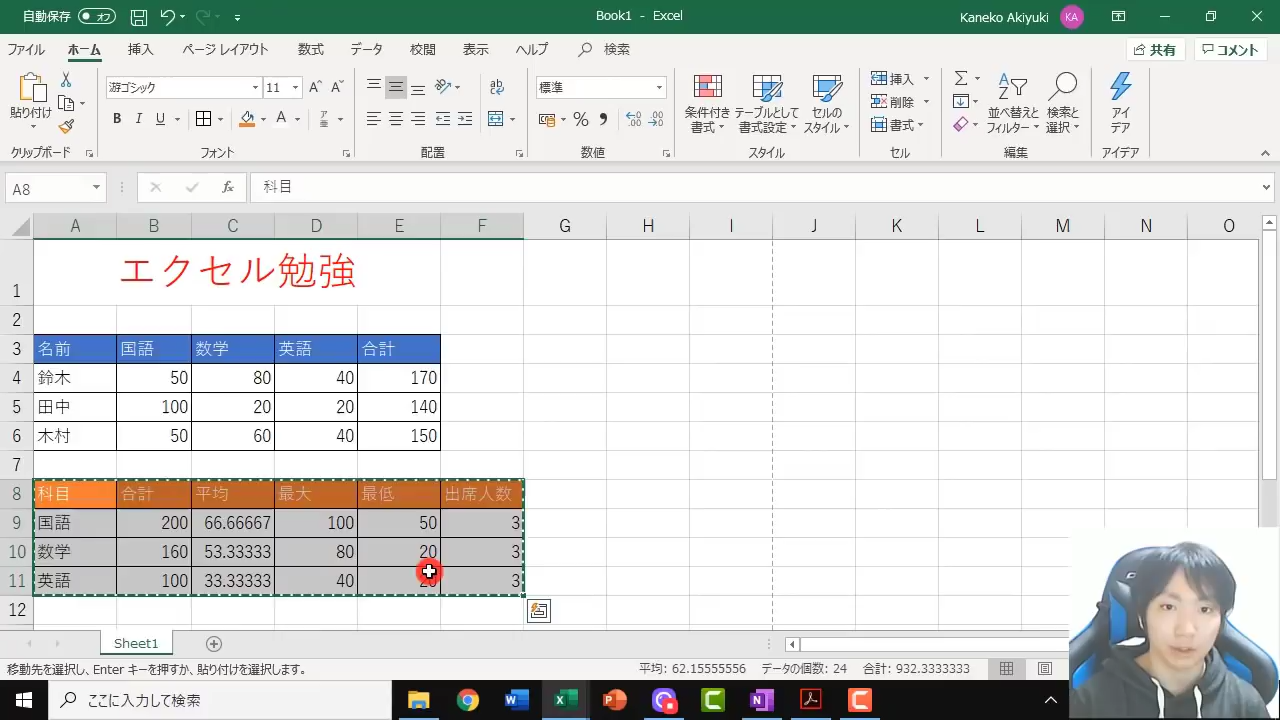 自動保存 オフ Book1 - Excel Kaneko Akiyuki KA
ファイル ホーム 挿入 ページ レイアウト 数式 データ 校閲 表示 ヘルプ 検索 共有 コメント
貼り付け
クリップボード
游ゴシック 11
B I U A
フォント
ab
配置
標準
% 9
数値
条件付き
書式
テーブルとして
書式設定
セルの
スタイル
スタイル
挿入
削除
書式
セル
並べ替えと
フィルター
検索と
選択
編集
アイ
デア
アイデア
A8 fx 科目
A B C D E F G H I J K L M N O
1 エクセル勉強
2
3 名前 国語 数学 英語 合計
4 鈴木 50 80 40 170
5 田中 100 20 20 140
6 木村 50 60 40 150
7
8 科目 合計 平均 最大 最低 出席人数
9 国語 200 66.66667 100 50 3
10 数学 160 53.33333 80 20 3
11 英語 100 33.33333 40 20 3
12
Sheet1
移動先を選択し、Enter キーを押すか、貼り付けを選択します。 平均: 62.15555556 データの個数: 24 合計: 932.3333333
ここに入力して検索